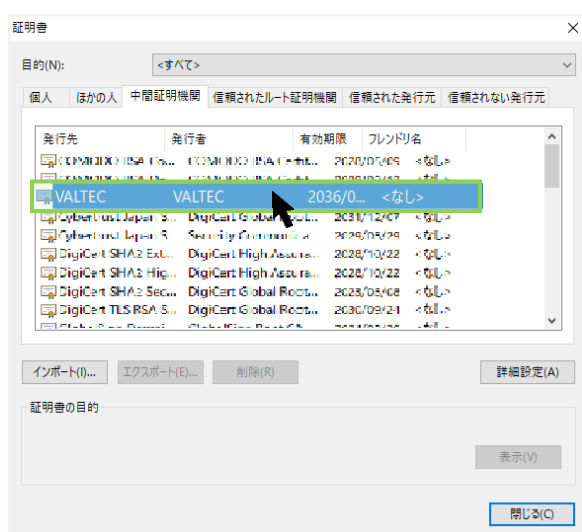 証明書
目的(N): <すべて>
個人 ほかの人 中間証明機関 信頼されたルート証明機関 信頼された発行元 信頼されない発行元
発行先 発行者 有効期限 フレンドリ名
COMODO RSA Ce... COMODO RSA Certifi... <なし>
VALTEC VALTEC 2036/0... <なし>
Cybertrust Japan S... DigiCert Global Root... 2031/12/07 <なし>
Cybertrust Japan S... Security Communica... 2029/05/29 <なし>
DigiCert SHA2 Ext... DigiCert High Assura... 2028/10/22 <なし>
DigiCert SHA2 Hig... DigiCert High Assura... 2028/10/22 <なし>
DigiCert SHA2 Sec... DigiCert Global Root... 2023/03/08 <なし>
DigiCert TLS RSA S... DigiCert Global Root... 2030/09/24 <なし>
インポート(I)... エクスポート(E)... 削除(R) 詳細設定(A)
証明書の目的
表示(V)
閉じる(C)